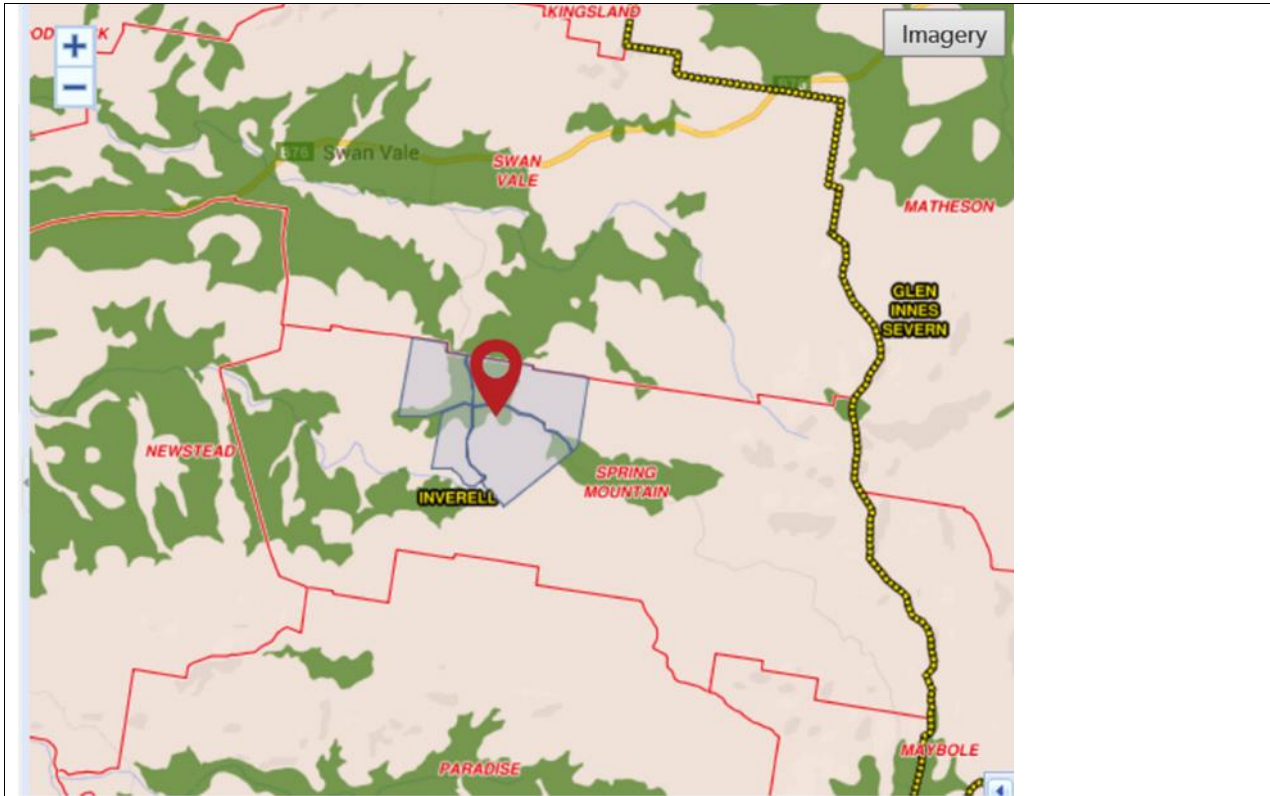 KINGSLAND
Imagery
+
−
B76
B76 Swan Vale
SWAN
VALE
MATHESON
GLEN
INNES
SEVERN
NEWSTEAD
SPRING
MOUNTAIN
INVERELL
MAYBOLE
PARADISE